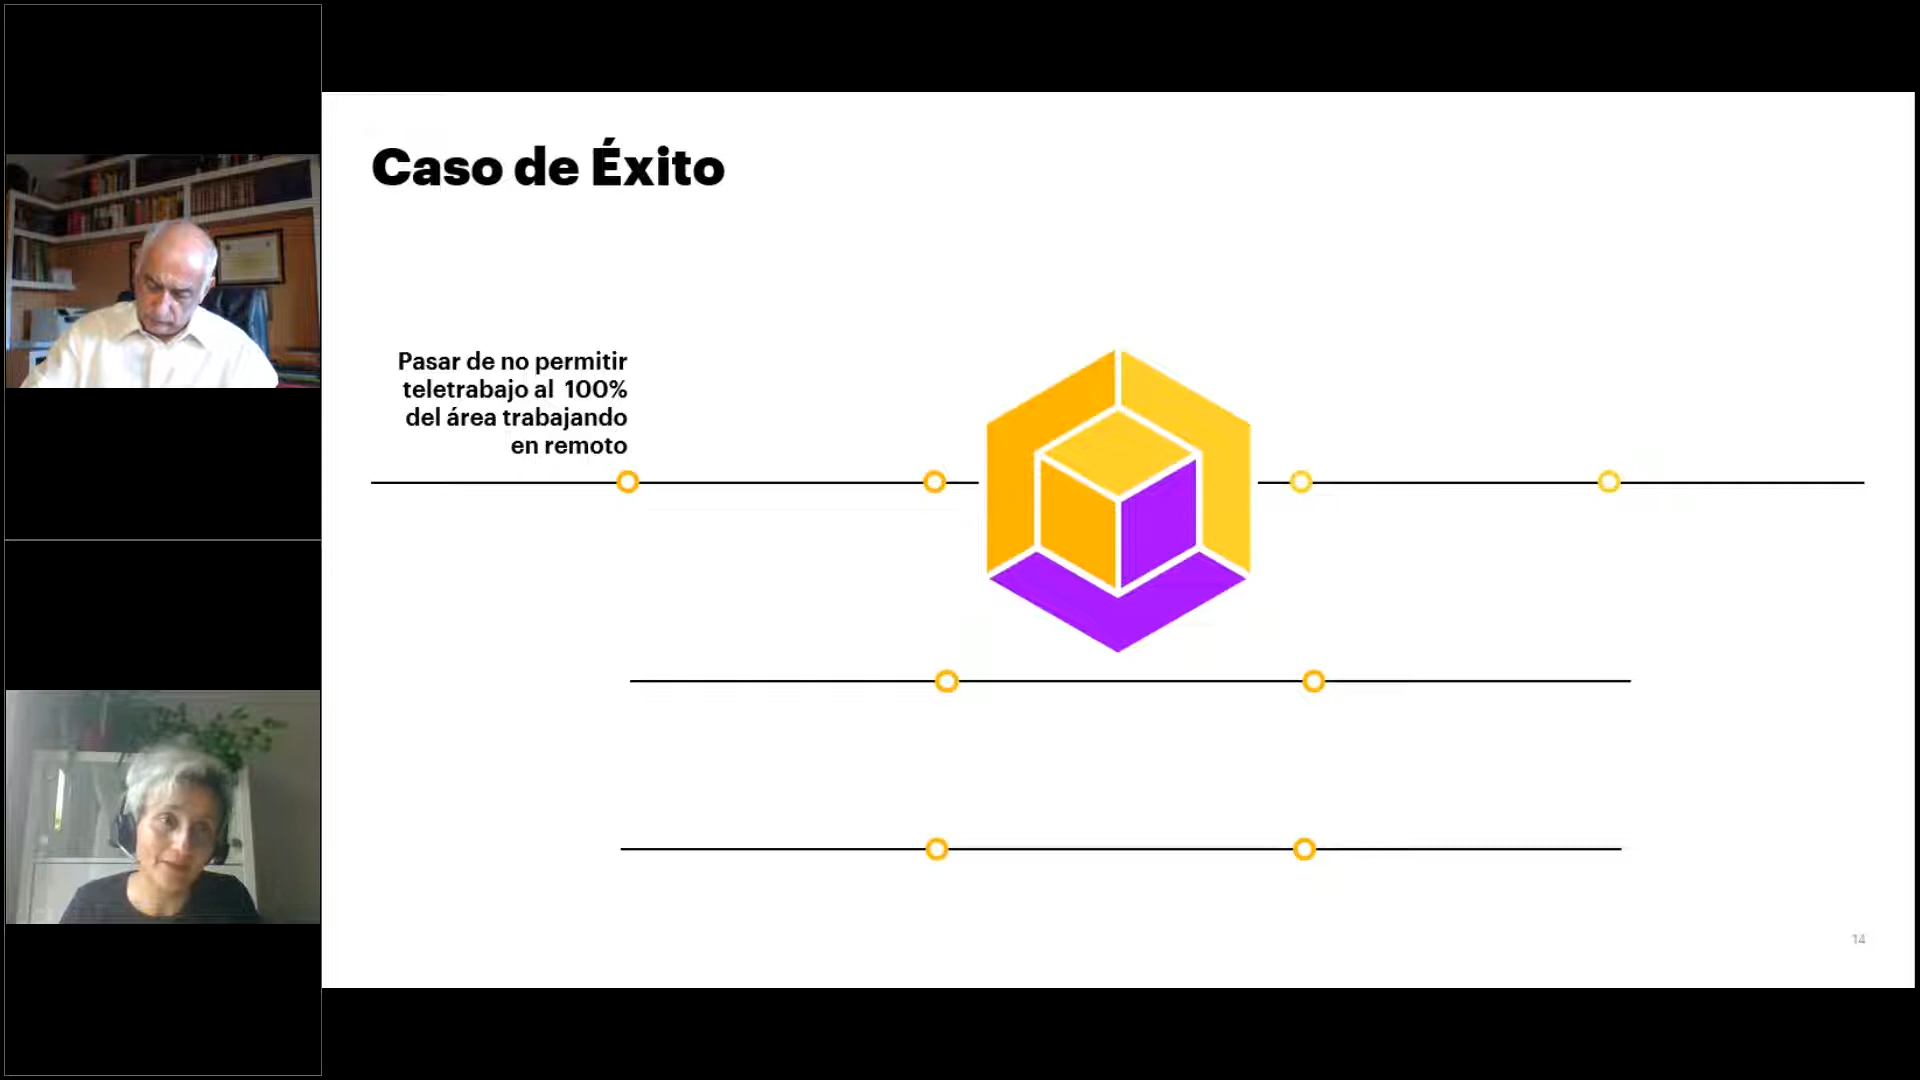 Caso de Éxito
Pasar de no permitir
teletrabajo al 100%
del área trabajando
en remoto
14